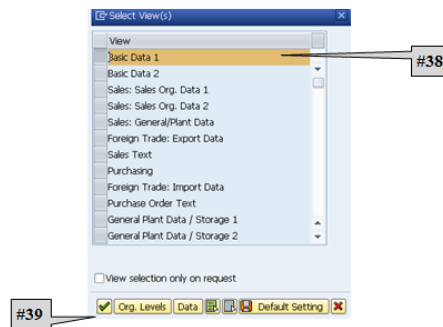 Select View(s)
View
Basic Data 1
#38
Basic Data 2
Sales: Sales Org. Data 1
Sales: Sales Org. Data 2
Sales: General/Plant Data
Foreign Trade: Export Data
Sales Text
Purchasing
Foreign Trade: Import Data
Purchase Order Text
General Plant Data / Storage 1
General Plant Data / Storage 2
View selection only on request
#39
Org. Levels Data Default Setting